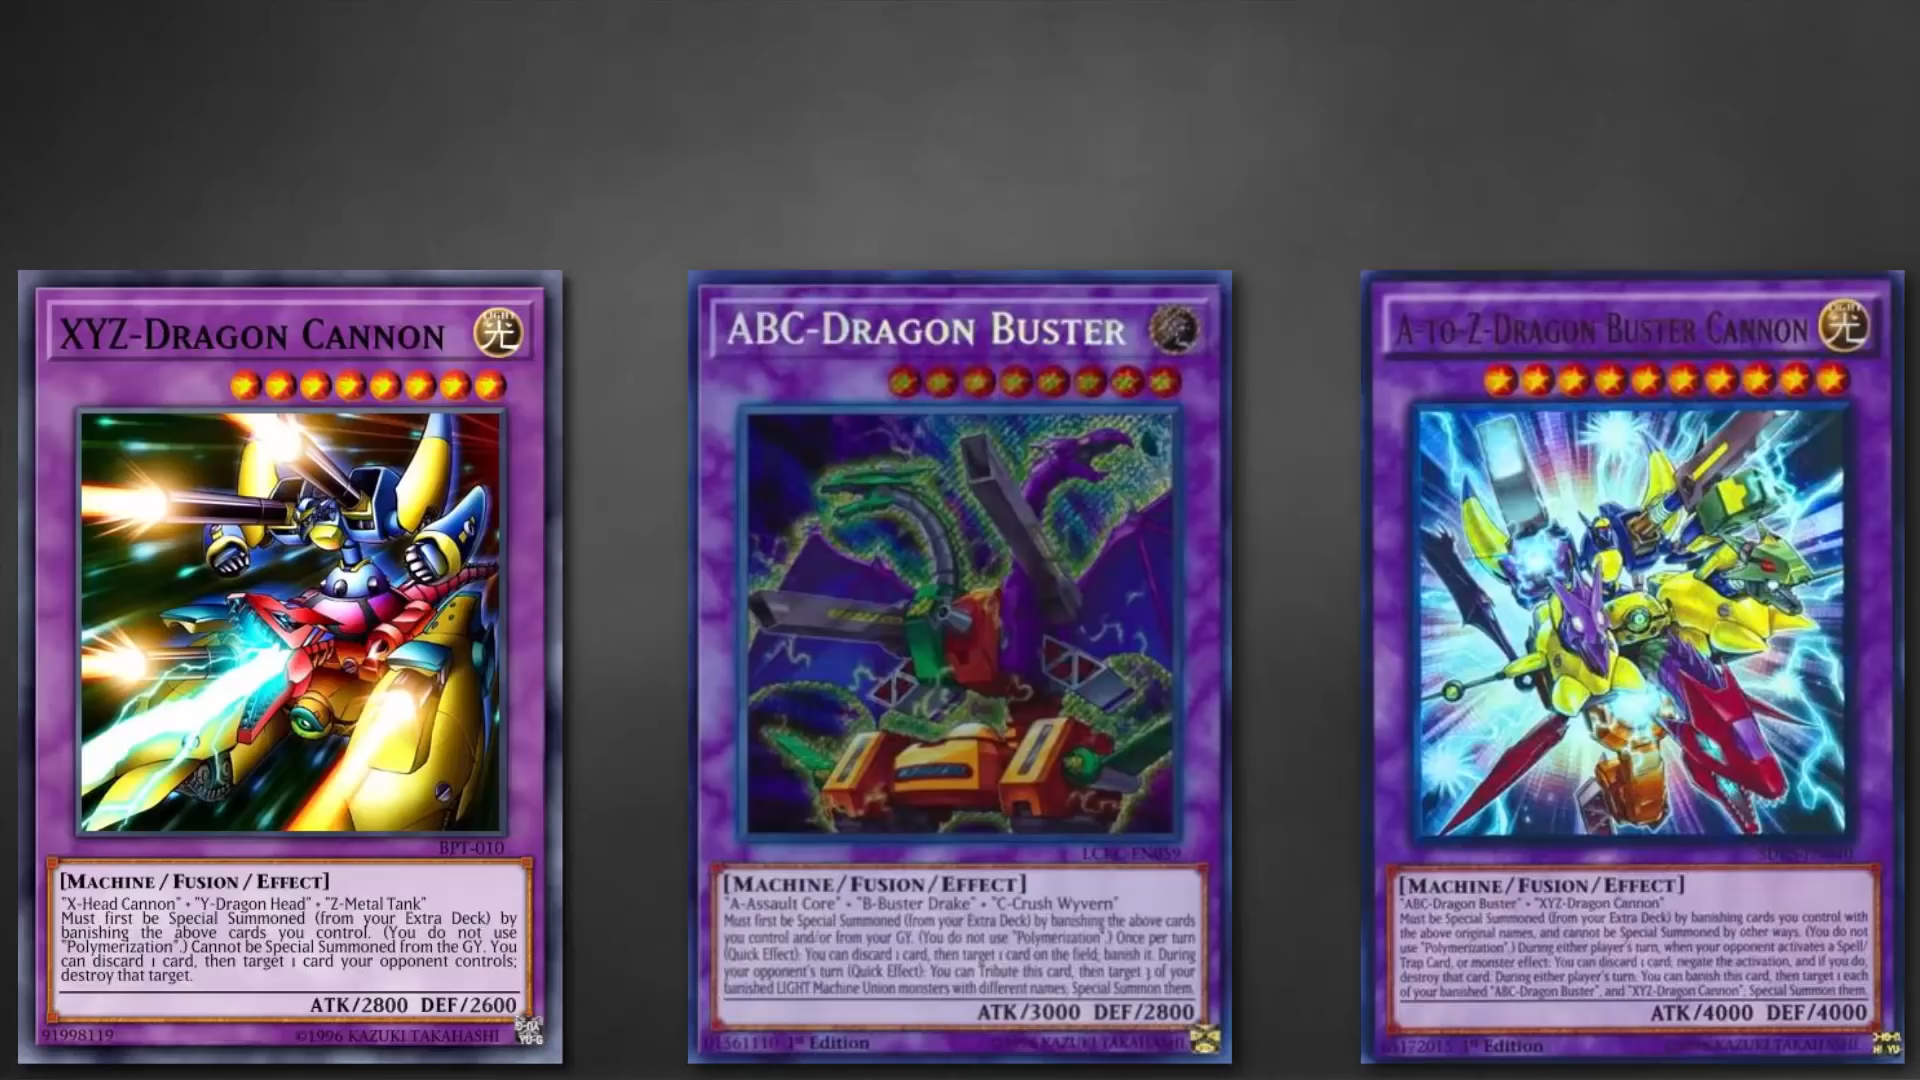 XYZ-DRAGON CANNON
LIGHT
光
BPT-010
[MACHINE / FUSION / EFFECT]
"X-Head Cannon" + "Y-Dragon Head" + "Z-Metal Tank"
Must first be Special Summoned (from your Extra Deck) by
banishing the above cards you control. (You do not use
"Polymerization".) Cannot be Special Summoned from the GY. You
can discard 1 card, then target 1 card your opponent controls;
destroy that target.
ATK/2800 DEF/2600
91998119
©1996 KAZUKI TAKAHASHI
ABC-DRAGON BUSTER
LCKC-EN059
[MACHINE/FUSION/EFFECT]
"A-Assault Core" + "B-Buster Drake" + "C-Crush Wyvern"
Must first be Special Summoned (from your Extra Deck) by banishing the above cards
you control and/or from your GY. (You do not use "Polymerization".) Once per turn
(Quick Effect): You can discard 1 card, then target 1 card on the field; banish it. During
your opponent's turn (Quick Effect): You can Tribute this card, then target 3 of your
banished LIGHT Machine Union monsters with different names; Special Summon them.
ATK/3000 DEF/2800
01561110 1st Edition
©1996 KAZUKI TAKAHASHI
A-TO-Z-DRAGON BUSTER CANNON
LIGHT
光
[MACHINE/FUSION/EFFECT]
"ABC-Dragon Buster" + "XYZ-Dragon Cannon"
Must be Special Summoned (from your Extra Deck) by banishing cards you control with
the above original names, and cannot be Special Summoned by other ways. (You do not
use "Polymerization".) During either player's turn, when your opponent activates a Spell/
Trap Card, or monster effect: You can discard 1 card; negate the activation, and if you do,
destroy that card. During either player's turn: You can banish this card, then target 1 each
of your banished "ABC-Dragon Buster", and "XYZ-Dragon Cannon"; Special Summon them.
ATK/4000 DEF/4000
65172015 1st Edition
KAZUKI TAKAHASHI